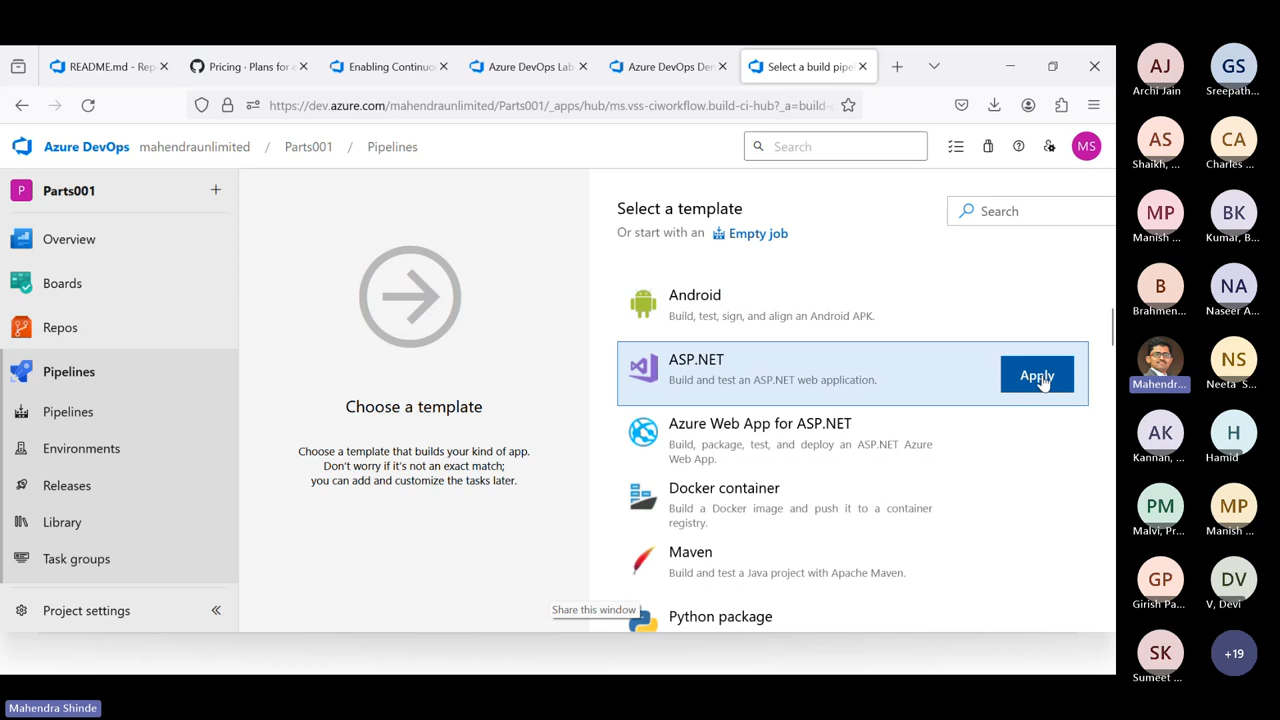 README.md - Rep
Pricing · Plans for e
Enabling Continuo
Azure DevOps Lab
Azure DevOps Der
Select a build pipe
https://dev.azure.com/mahendraunlimited/Parts001/_apps/hub/ms.vss-ciworkflow.build-ci-hub?_a=build-
Azure DevOps mahendraunlimited / Parts001 / Pipelines
Search
MS
P Parts001
Overview
Boards
Repos
Pipelines
Pipelines
Environments
Releases
Library
Task groups
Project settings
Choose a template
Choose a template that builds your kind of app.
Don't worry if it's not an exact match;
you can add and customize the tasks later.
Select a template
Or start with an Empty job
Search
Android
Build, test, sign, and align an Android APK.
ASP.NET
Build and test an ASP.NET web application.
Apply
Azure Web App for ASP.NET
Build, package, test, and deploy an ASP.NET Azure
Web App.
Docker container
Build a Docker image and push it to a container
registry.
Maven
Build and test a Java project with Apache Maven.
Python package
Share this window
AJ
Archi Jain
GS
Sreepath...
AS
Shaikh, ...
CA
Charles ...
MP
Manish ...
BK
Kumar, B...
B
Brahmen...
NA
Naseer A...
Mahendr...
NS
Neeta S...
AK
Kannan, ...
H
Hamid
PM
Malvi, Pr...
MP
Manish ...
GP
Girish Pa...
DV
V, Devi
SK
Sumeet ...
+19
Mahendra Shinde